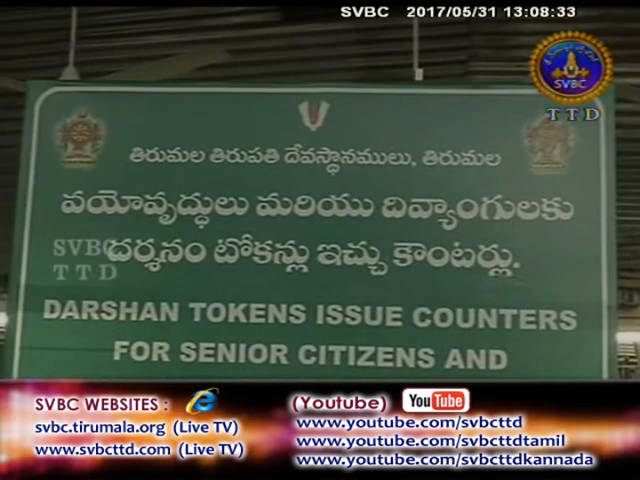 SVBC 2017/05/31 13:08:33
SVBC
TTD
తిరుమల తిరుపతి దేవస్థానములు, తిరుమల
వయోవృద్ధులు మరియు దివ్యాంగులకు
SVBC
దర్శనం టోకన్లు ఇచ్చు కౌంటర్లు.
TTD
DARSHAN TOKENS ISSUE COUNTERS
FOR SENIOR CITIZENS AND
SVBC WEBSITES :
svbc.tirumala.org (Live TV)
www.svbcttd.com (Live TV)
(Youtube) YouTube
www.youtube.com/svbcttd
www.youtube.com/svbcttdtamil
www.youtube.com/svbcttdkannada